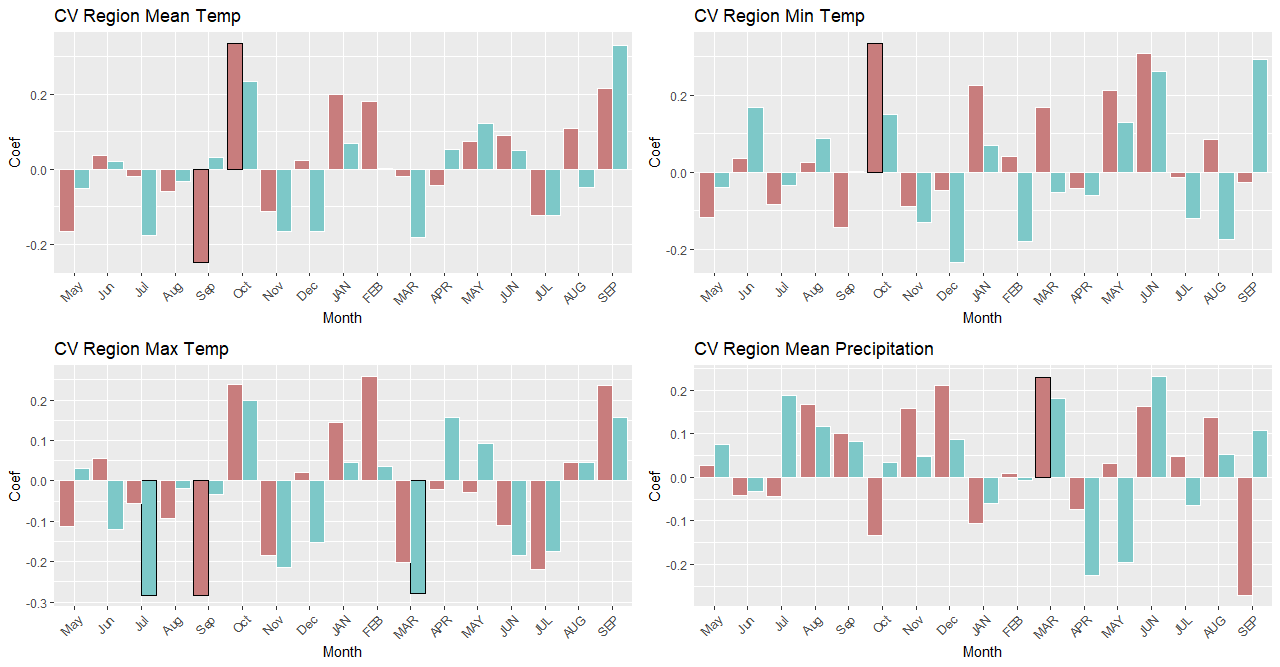 CV Region Mean Temp
Coef
0.2
0.0
-0.2
May Jun Jul Aug Sep Oct Nov Dec JAN FEB MAR APR MAY JUN JUL AUG SEP
Month
CV Region Min Temp
Coef
0.2
0.0
-0.2
May Jun Jul Aug Sep Oct Nov Dec JAN FEB MAR APR MAY JUN JUL AUG SEP
Month
CV Region Max Temp
Coef
0.2
0.1
0.0
-0.1
-0.2
-0.3
May Jun Jul Aug Sep Oct Nov Dec JAN FEB MAR APR MAY JUN JUL AUG SEP
Month
CV Region Mean Precipitation
Coef
0.2
0.1
0.0
-0.1
-0.2
May Jun Jul Aug Sep Oct Nov Dec JAN FEB MAR APR MAY JUN JUL AUG SEP
Month